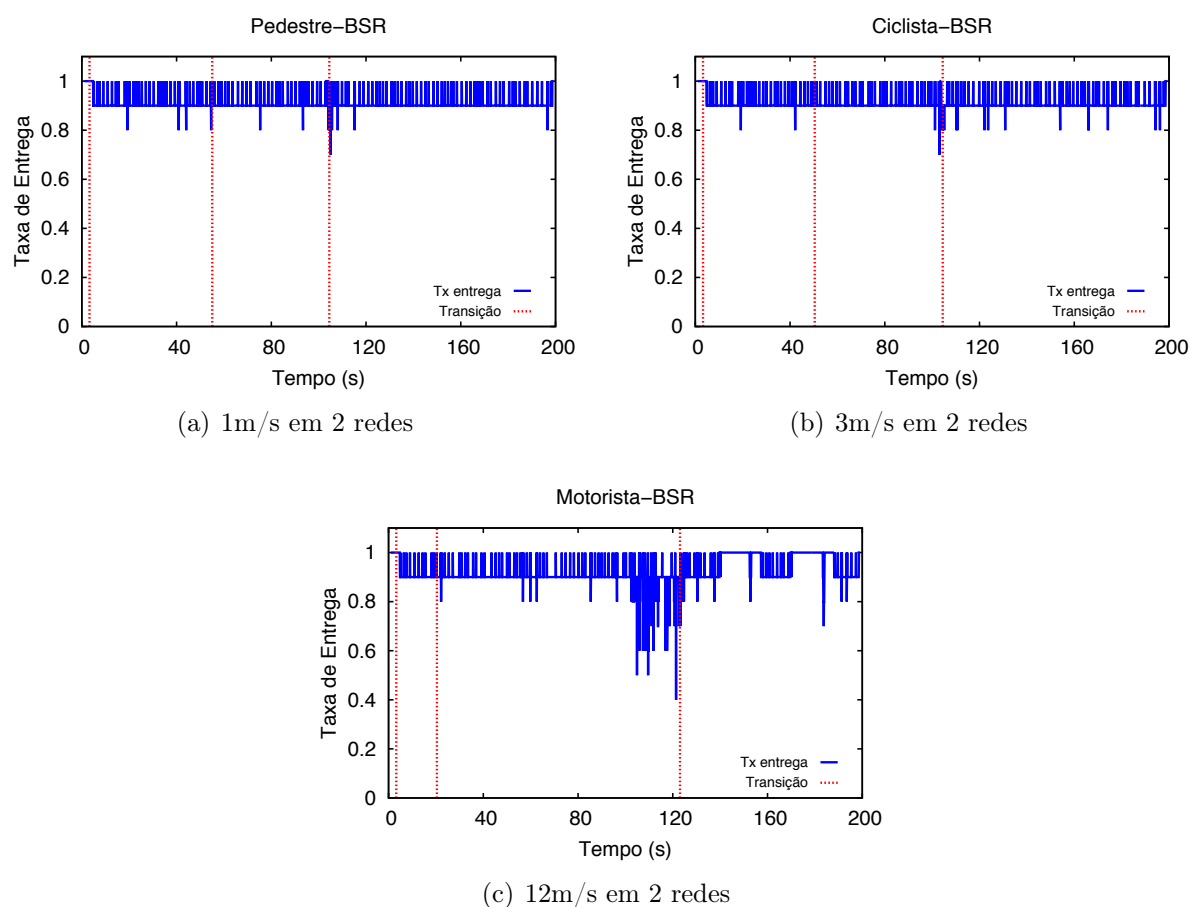 Pedestre−BSR
Taxa de Entrega
1
0.8
0.6
0.4
0.2
0
Tx entrega
Transição
0 40 80 120 160 200
Tempo (s)
(a) 1m/s em 2 redes
Ciclista−BSR
Taxa de Entrega
1
0.8
0.6
0.4
0.2
0
Tx entrega
Transição
0 40 80 120 160 200
Tempo (s)
(b) 3m/s em 2 redes
Motorista−BSR
Taxa de Entrega
1
0.8
0.6
0.4
0.2
0
Tx entrega
Transição
0 40 80 120 160 200
Tempo (s)
(c) 12m/s em 2 redes